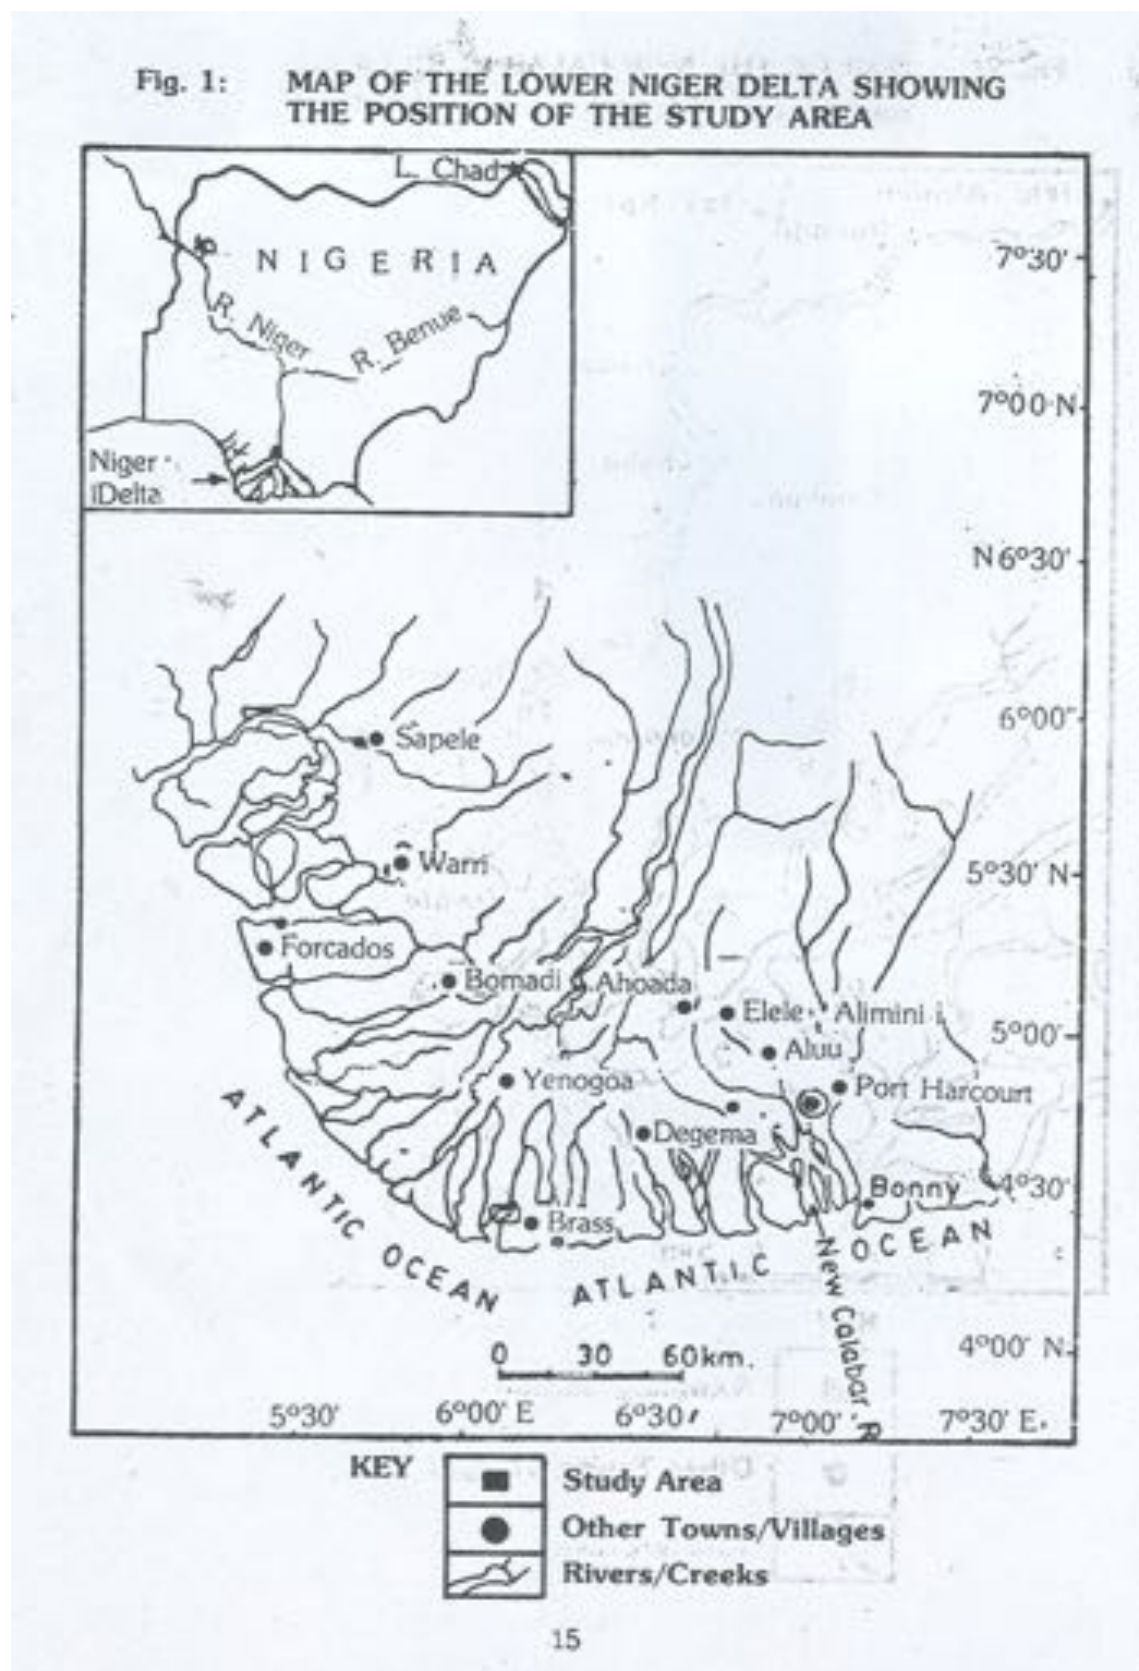 Fig. 1: MAP OF THE LOWER NIGER DELTA SHOWING
THE POSITION OF THE STUDY AREA
L. Chad
NIGERIA
R. Niger
R. Benue
Niger
Delta
7°30'
7°00 N
N 6°30'
6°00"
5°30' N
5°00'
4°30'
4°00' N
Sapele
Warri
Forcados
Bomadi
Ahoada
Elele
Alimini
Aluu
Yenogoa
Port Harcourt
Degema
Bonny
Brass
ATLANTIC OCEAN
ATLANTIC OCEAN
New Calabar. R
0 30 60km.
5°30' 6°00' E 6°30' 7°00' 7°30' E.
KEY
Study Area
Other Towns/Villages
Rivers/Creeks
15